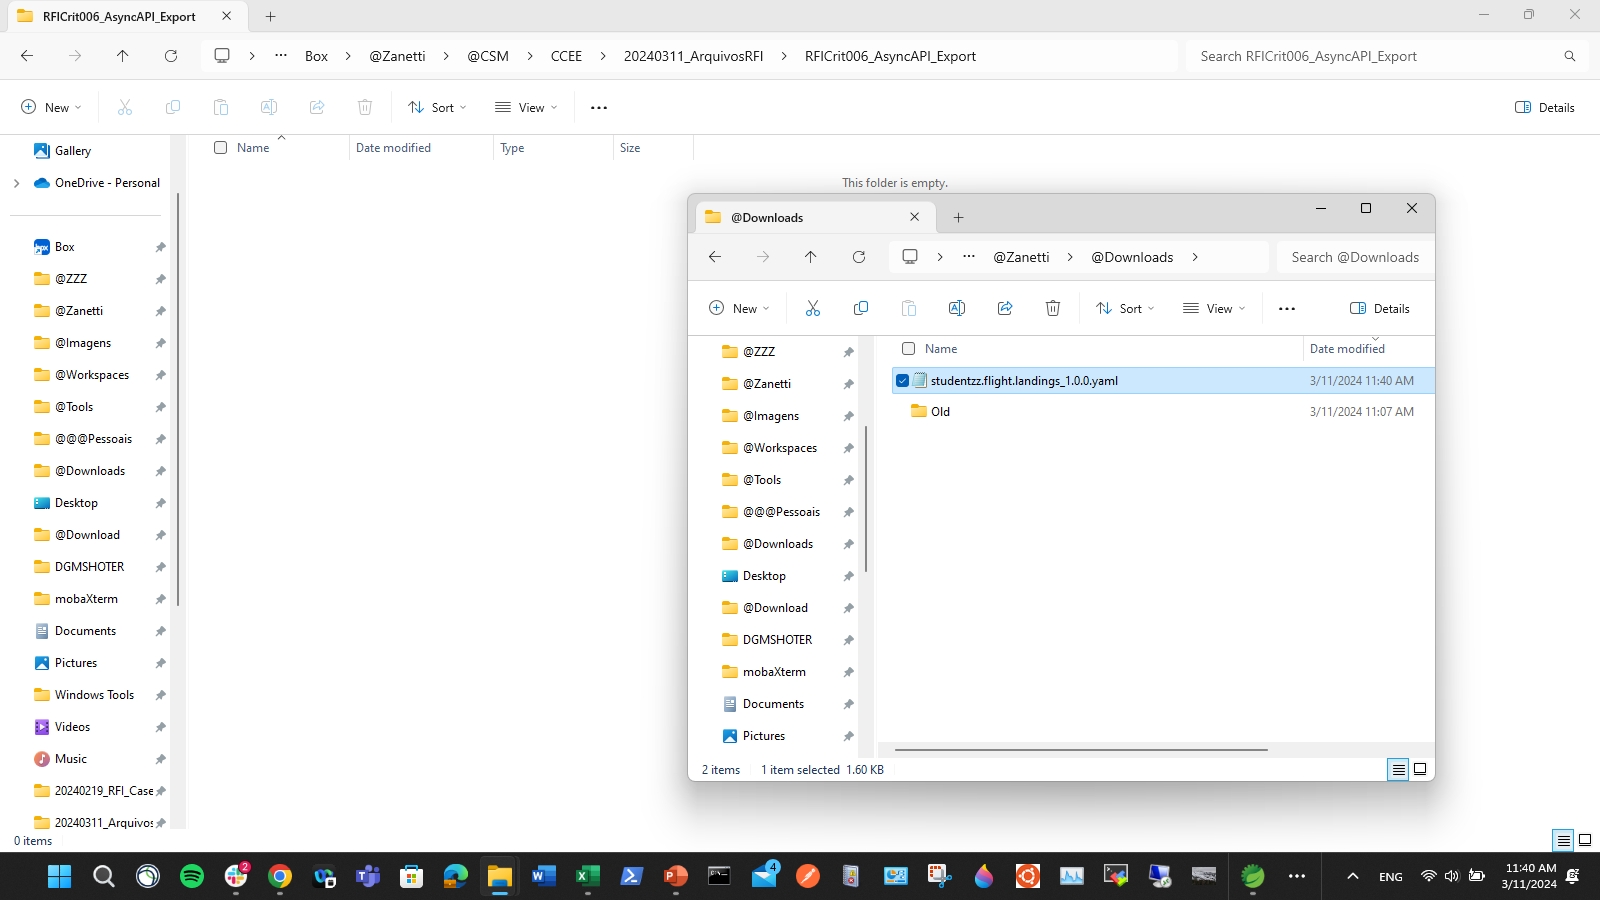 RFICrit006_AsyncAPI_Export
Box
@Zanetti
@CSM
CCEE
20240311_ArquivosRFI
RFICrit006_AsyncAPI_Export
Search RFICrit006_AsyncAPI_Export
New
Sort
View
Details
Name
Date modified
Type
Size
This folder is empty.
Gallery
OneDrive - Personal
Box
@ZZZ
@Zanetti
@Imagens
@Workspaces
@Tools
@@@Pessoais
@Downloads
Desktop
@Download
DGMSHOTER
mobaXterm
Documents
Pictures
Windows Tools
Videos
Music
20240219_RFI_Case
20240311_Arquivos
0 items
@Downloads
@Zanetti
@Downloads
Search @Downloads
New
Sort
View
Details
@ZZZ
@Zanetti
@Imagens
@Workspaces
@Tools
@@@Pessoais
@Downloads
Desktop
@Download
DGMSHOTER
mobaXterm
Documents
Pictures
Name
Date modified
studentzz.flight.landings_1.0.0.yaml
3/11/2024 11:40 AM
Old
3/11/2024 11:07 AM
2 items
1 item selected 1.60 KB
2
4
ENG
11:40 AM
3/11/2024